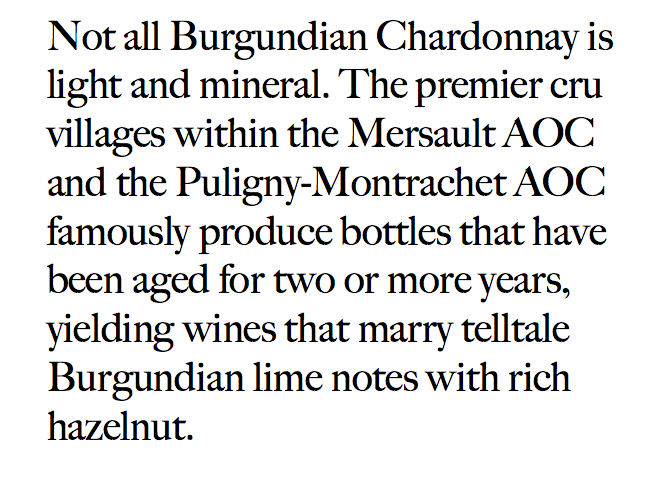 Not all Burgundian Chardonnay is
light and mineral. The premier cru
villages within the Mersault AOC
and the Puligny-Montrachet AOC
famously produce bottles that have
been aged for two or more years,
yielding wines that marry telltale
Burgundian lime notes with rich
hazelnut.